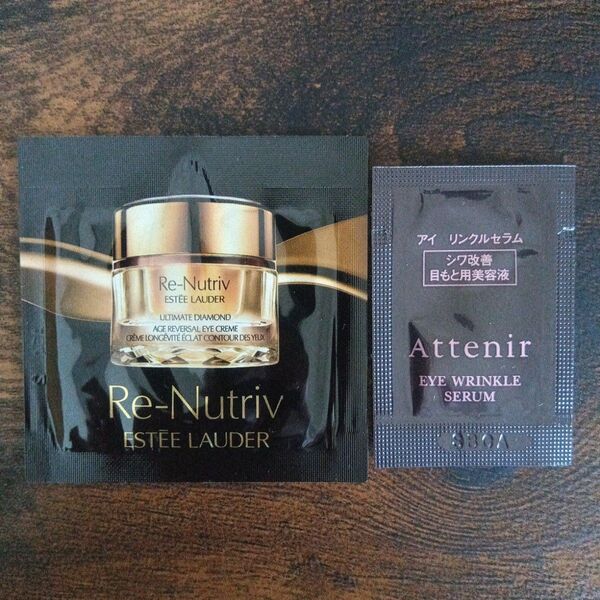 Re-Nutriv
ESTĒE LAUDER
ULTIMATE DIAMOND
AGE REVERSAL EYE CREME
CRÈME LONGÉVITÉ ÉCLAT CONTOUR DES YEUX
Re-Nutriv
ESTĒE LAUDER
アイ リンクルセラム
シワ改善
目もと用美容液
Attenir
EYE WRINKLE
SERUM